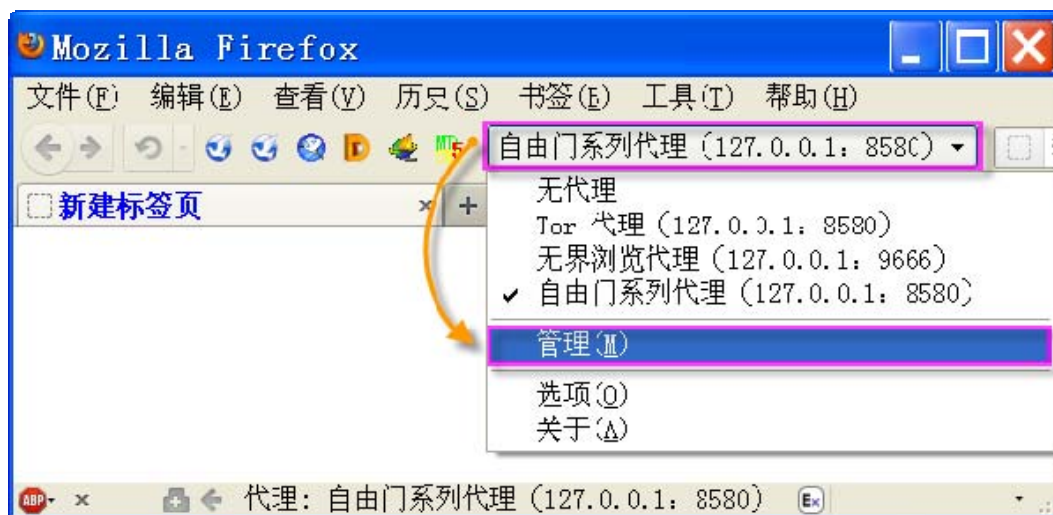 Mozilla Firefox
文件(F) 编辑(E) 查看(V) 历史(S) 书签(B) 工具(T) 帮助(H)
自由门系列代理 (127.0.0.1: 8580)
新建标签页 × +
无代理
Tor 代理 (127.0.0.1: 8580)
无界浏览代理 (127.0.0.1: 9666)
✓ 自由门系列代理 (127.0.0.1: 8580)
管理(M)
选项(O)
关于(A)
ABP × 代理: 自由门系列代理 (127.0.0.1: 8580) Ex